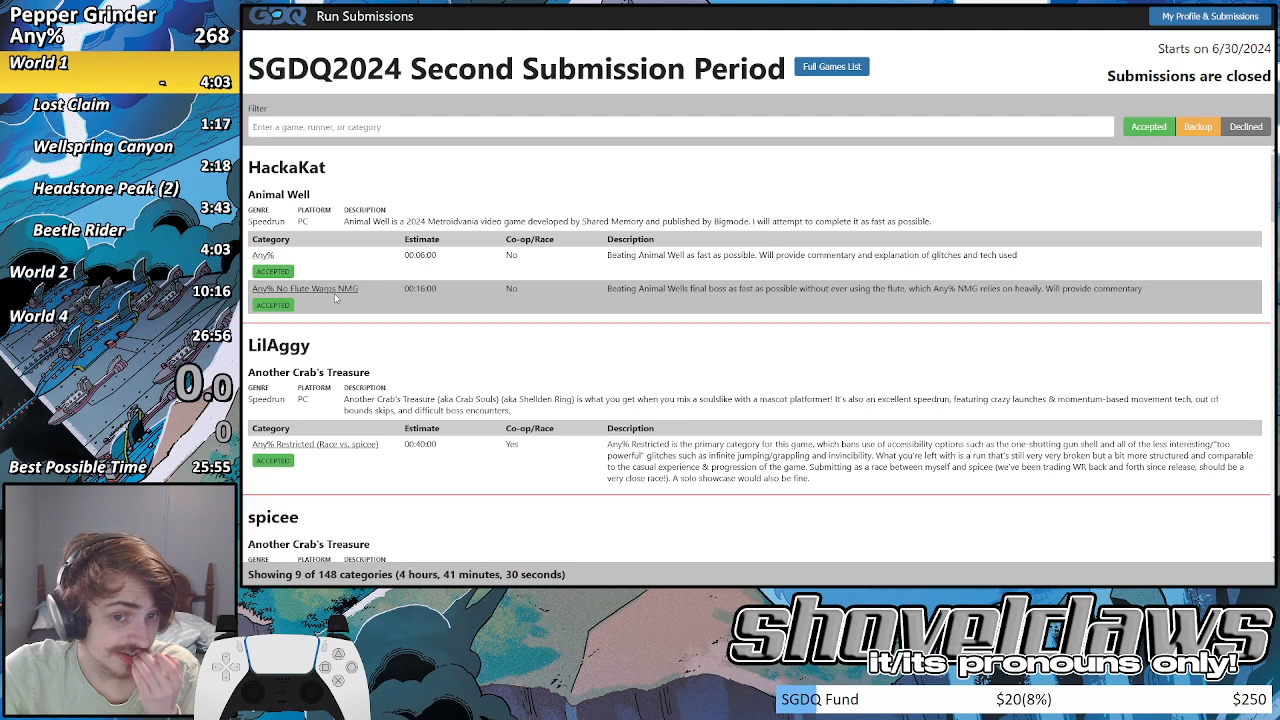 Pepper Grinder
Any% 268
World 1
- 4:03
Lost Claim
1:17
Wellspring Canyon
2:18
Headstone Peak (2)
3:43
Beetle Rider
4:03
World 2
10:16
World 4
26:56
0.0
0
Best Possible Time 25:55
GDQ Run Submissions My Profile & Submissions
Starts on 6/30/2024
SGDQ2024 Second Submission Period Full Games List Submissions are closed
Filter
Enter a game, runner, or category Accepted Backup Declined
HackaKat
Animal Well
GENRE PLATFORM DESCRIPTION
Speedrun PC Animal Well is a 2024 Metroidvania video game developed by Shared Memory and published by Bigmode. I will attempt to complete it as fast as possible.
Category Estimate Co-op/Race Description
Any% 00:06:00 No Beating Animal Well as fast as possible. Will provide commentary and explanation of glitches and tech used
ACCEPTED
Any% No Flute Warps NMG 00:16:00 No Beating Animal Wells final boss as fast as possible without ever using the flute, which Any% NMG relies on heavily. Will provide commentary
ACCEPTED
LilAggy
Another Crab's Treasure
GENRE PLATFORM DESCRIPTION
Speedrun PC Another Crab's Treasure (aka Crab Souls) (aka Shellden Ring) is what you get when you mix a soulslike with a mascot platformer! It's also an excellent speedrun, featuring crazy launches & momentum-based movement tech, out of
bounds skips, and difficult boss encounters.
Category Estimate Co-op/Race Description
Any% Restricted (Race vs. spicee) 00:40:00 Yes Any% Restricted is the primary category for this game, which bans use of accessibility options such as the one-shotting gun shell and all of the less interesting/"too
powerful" glitches such as infinite jumping/grappling and invincibility. What you're left with is a run that's still very very broken but a bit more structured and comparable
ACCEPTED to the casual experience & progression of the game. Submitting as a race between myself and spicee (we've been trading WR back and forth since release, should be a
very close race!). A solo showcase would also be fine.
spicee
Another Crab's Treasure
GENRE PLATFORM DESCRIPTION
Showing 9 of 148 categories (4 hours, 41 minutes, 30 seconds)
shovelclaws
it/its pronouns only!
SGDQ Fund $20(8%) $250